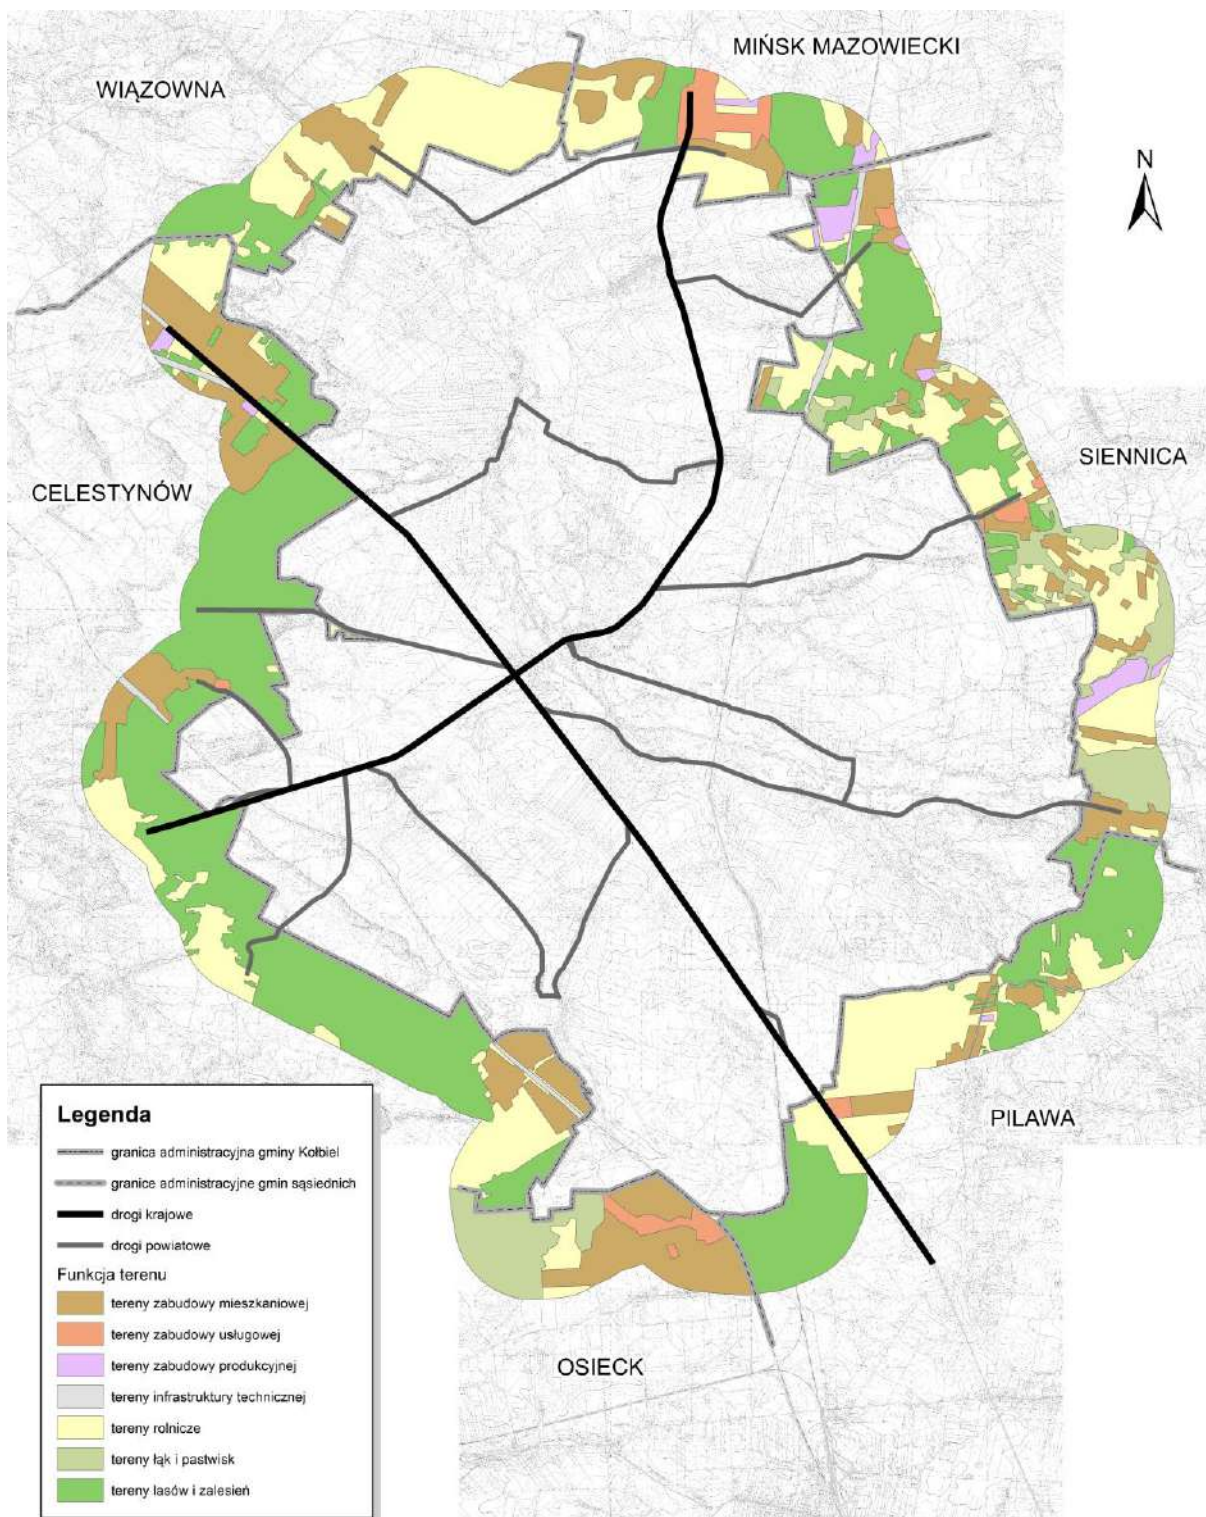 MIŃSK MAZOWIECKI
WIĄZOWNA
N
SIENNICA
CELESTYNÓW
PILAWA
OSIECK
Legenda
granica administracyjna gminy Kołbiel
granice administracyjne gmin sąsiednich
drogi krajowe
drogi powiatowe
Funkcja terenu
tereny zabudowy mieszkaniowej
tereny zabudowy usługowej
tereny zabudowy produkcyjnej
tereny infrastruktury technicznej
tereny rolnicze
tereny łąk i pastwisk
tereny lasów i zalesień